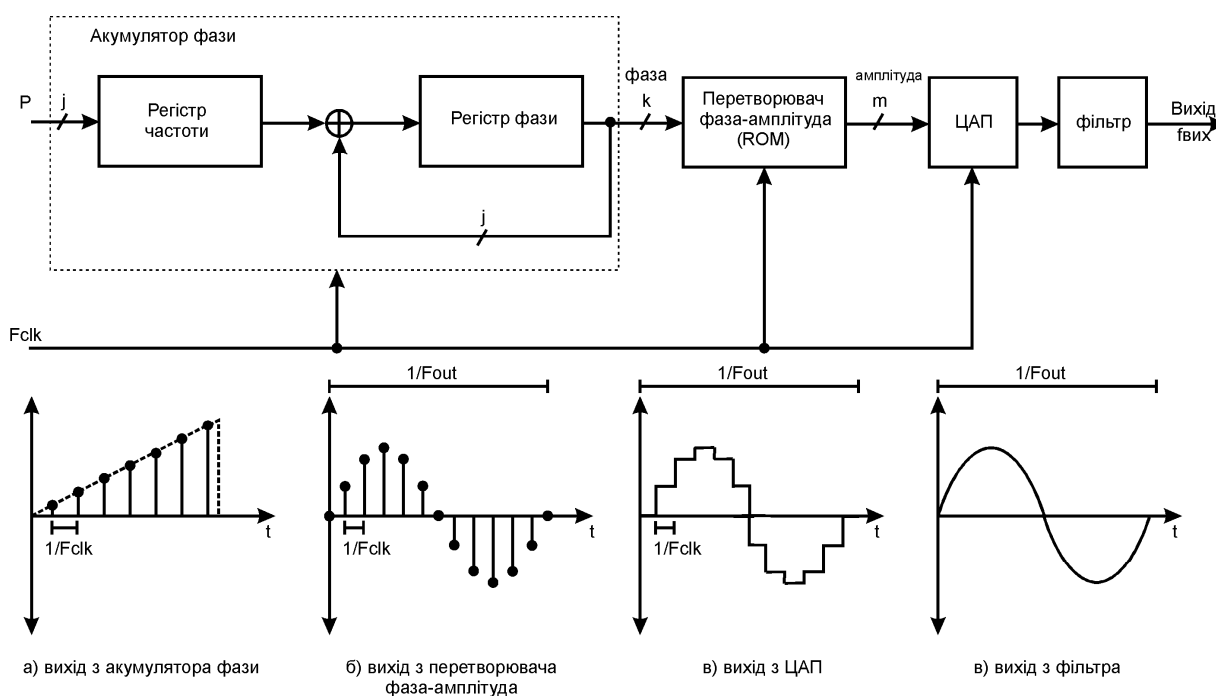 Акумулятор фази
P
j
Регістр
частоти
Регістр фази
j
фаза
k
Перетворювач
фаза-амплітуда
(ROM)
амплітуда
m
ЦАП
фільтр
Вихід
fвих
Fclk
1/Fout
1/Fout
1/Fout
1/Fclk
t
1/Fclk
t
1/Fclk
t
t
а) вихід з акумулятора фази
б) вихід з перетворювача
фаза-амплітуда
в) вихід з ЦАП
в) вихід з фільтра